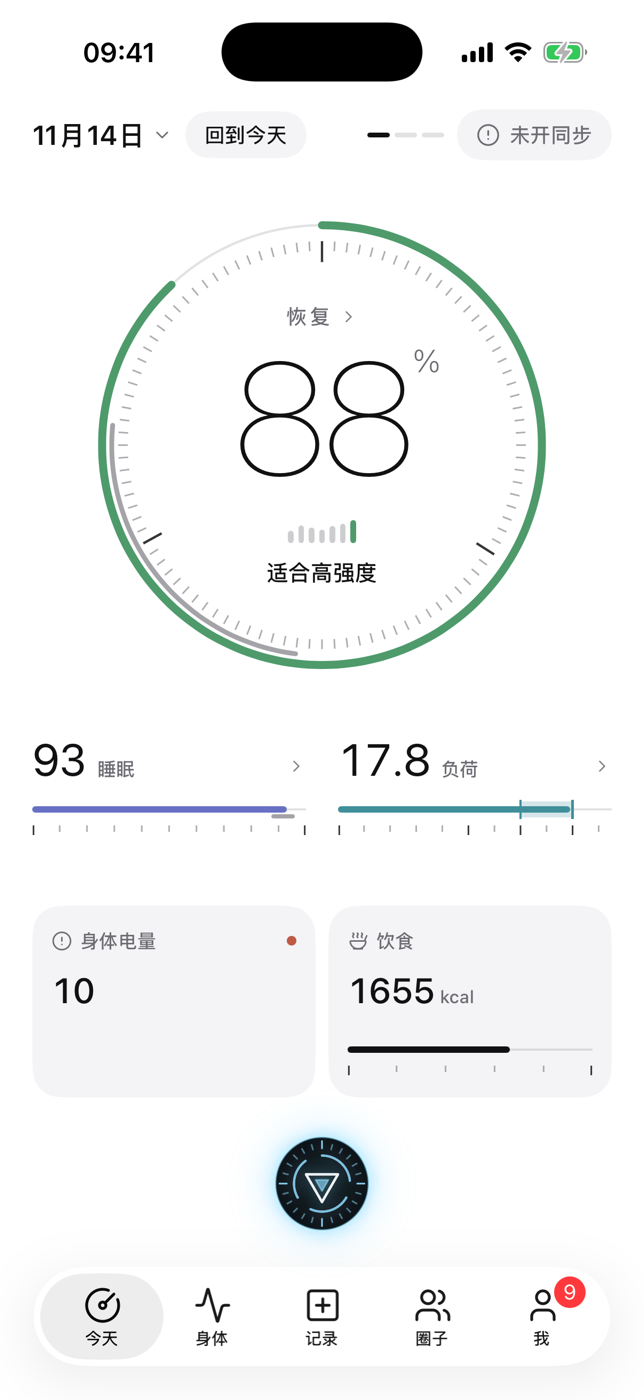 09:41
11月14日
回到今天
未开同步
恢复
88%
适合高强度
93 睡眠
17.8 负荷
身体电量
10
饮食
1655 kcal
今天
身体
记录
圈子
我
9